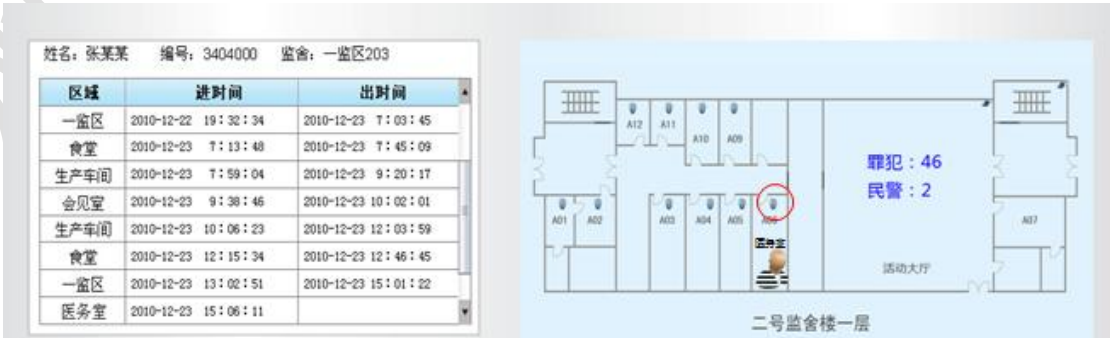 姓名：张某某 编号：3404000 监舍：一监区203
区域 进时间 出时间
一监区 2010-12-22 19:32:34 2010-12-23 7:03:45
食堂 2010-12-23 7:13:48 2010-12-23 7:45:09
生产车间 2010-12-23 7:59:04 2010-12-23 9:20:17
会见室 2010-12-23 9:38:46 2010-12-23 10:02:01
生产车间 2010-12-23 10:06:23 2010-12-23 12:03:59
食堂 2010-12-23 12:15:34 2010-12-23 12:46:45
一监区 2010-12-23 13:02:51 2010-12-23 15:01:22
医务室 2010-12-23 15:06:11
A12 A11
A10 A09
罪犯：46
民警：2
A01 A02 A03 A04 A05 A06 A07
医务室
活动大厅
二号监舍楼一层